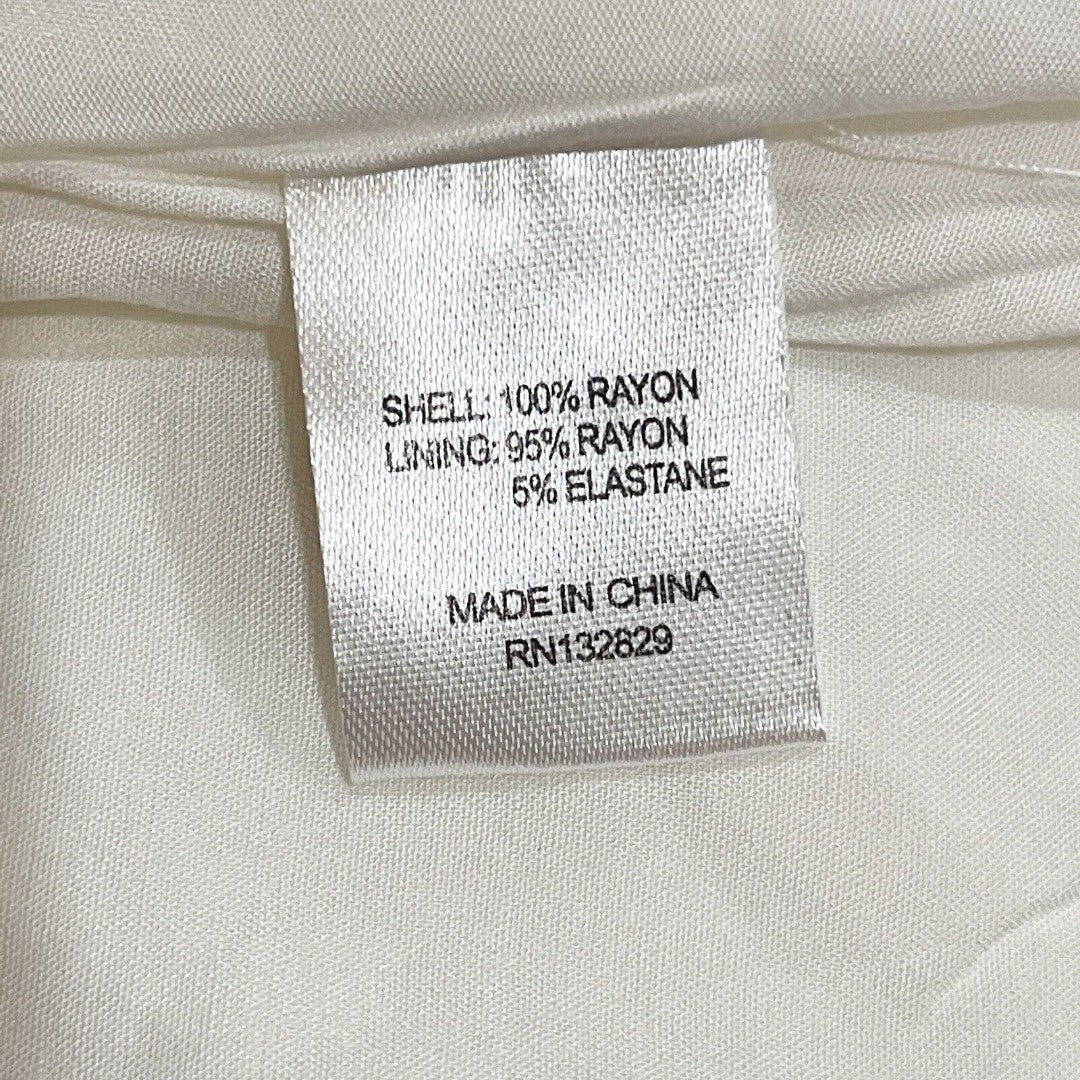 SHELL: 100% RAYON
LINING: 95% RAYON
5% ELASTANE
MADE IN CHINA
RN132829